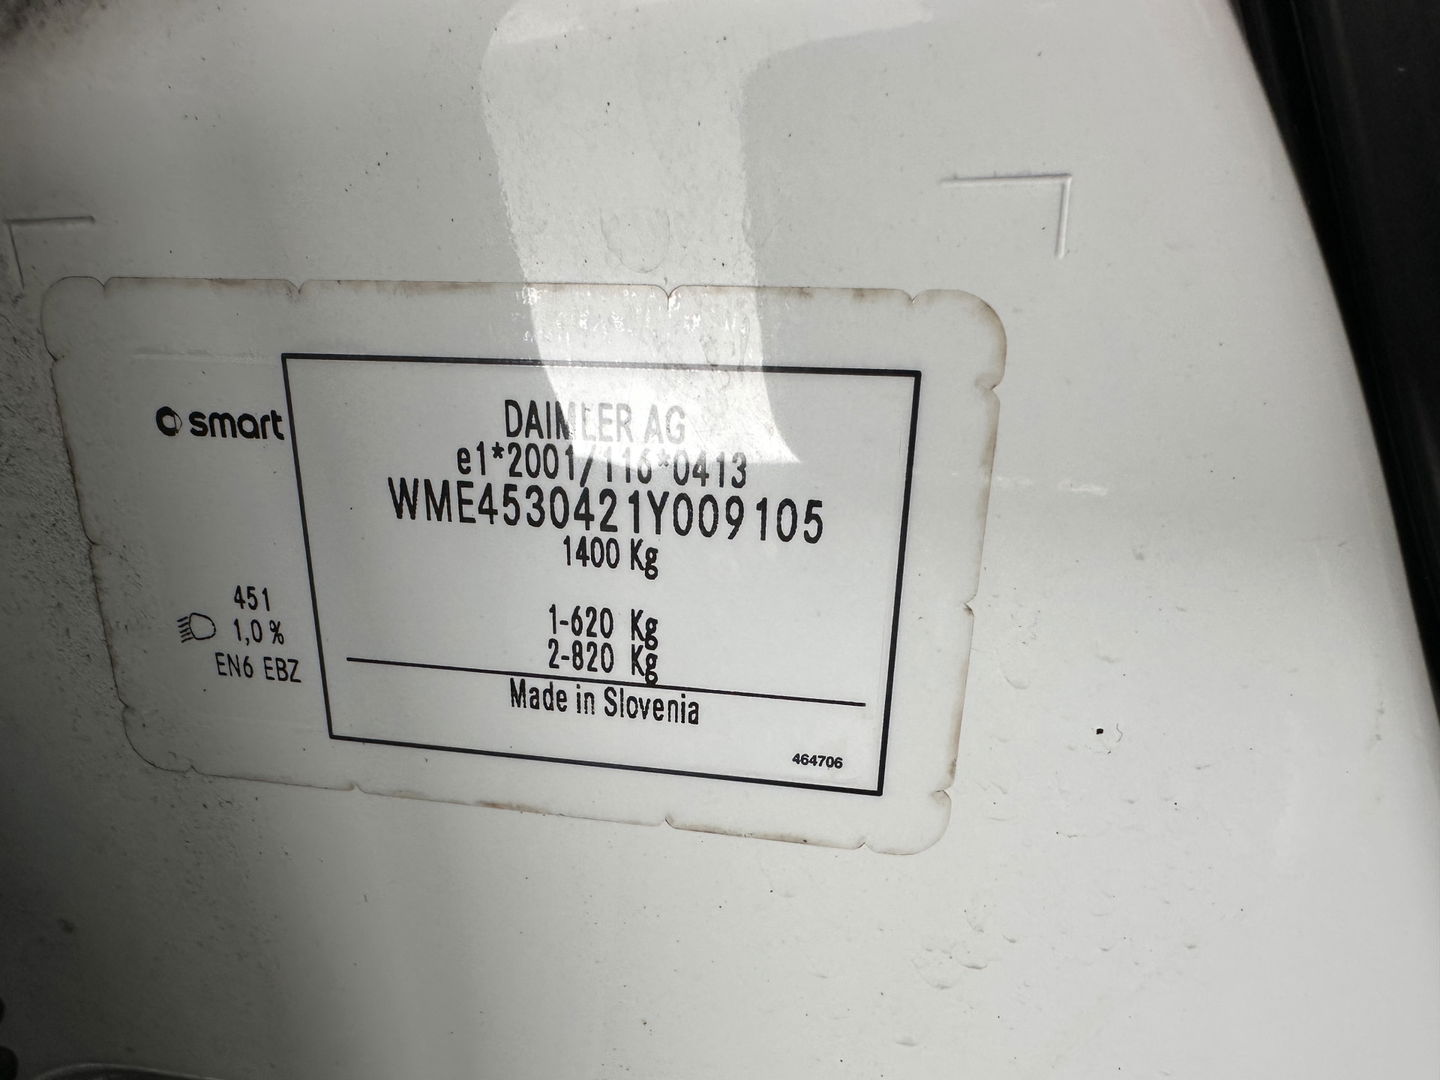 smart
DAIMLER AG
e1*2001/116*0413
WME4530421Y009105
1400 Kg
1-620 Kg
2-820 Kg
451
1,0 %
EN6 EBZ
Made in Slovenia
464706